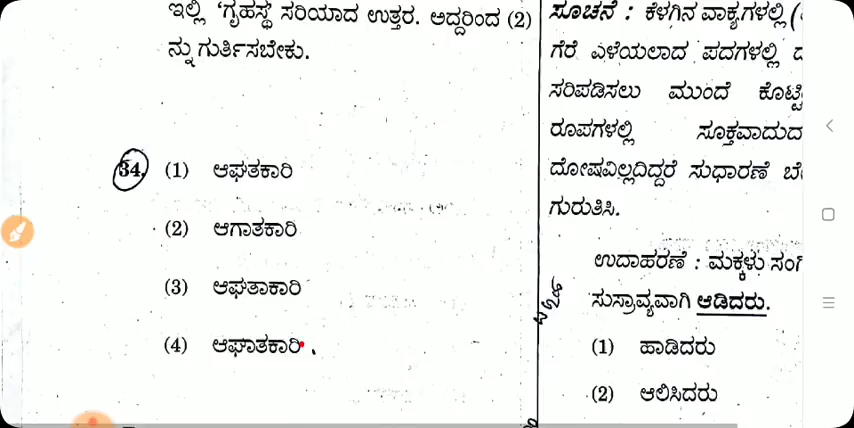 ಇಲ್ಲಿ 'ಗೃಹಸ್ಥ' ಸರಿಯಾದ ಉತ್ತರ. ಅದ್ದರಿಂದ (2)
ನ್ನು ಗುರ್ತಿಸಬೇಕು.
34. (1) ಆಘತಕಾರಿ
(2) ಆಗಾತಕಾರಿ
(3) ಆಘತಾಕಾರಿ
(4) ಆಘಾತಕಾರಿ
ಸೂಚನೆ : ಕೆಳಗಿನ ವಾಕ್ಯಗಳಲ್ಲಿ (
ಗೆರೆ ಎಳೆಯಲಾದ ಪದಗಳಲ್ಲಿ
ಸರಿಪಡಿಸಲು ಮುಂದೆ
ರೂಪಗಳಲ್ಲಿ
ದೋಷವಿಲ್ಲದಿದ್ದರೆ ಸುಧಾರಣೆ
ಗುರುತಿಸಿ.
ಉದಾಹರಣೆ : ಮಕ್ಕಳು
ಸುಸ್ರಾವ್ಯವಾಗಿ ಆಡಿದರು.
(1) ಹಾಡಿದರು
(2) ಆಲಿಸಿದರು